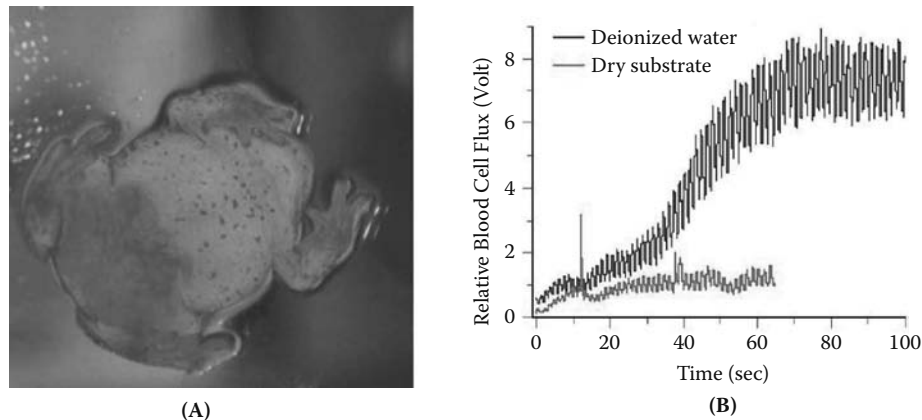 (A)
Relative Blood Cell Flux (Volt)
8
6
4
2
0
Deionized water
Dry substrate
0 20 40 60 80 100
Time (sec)
(B)